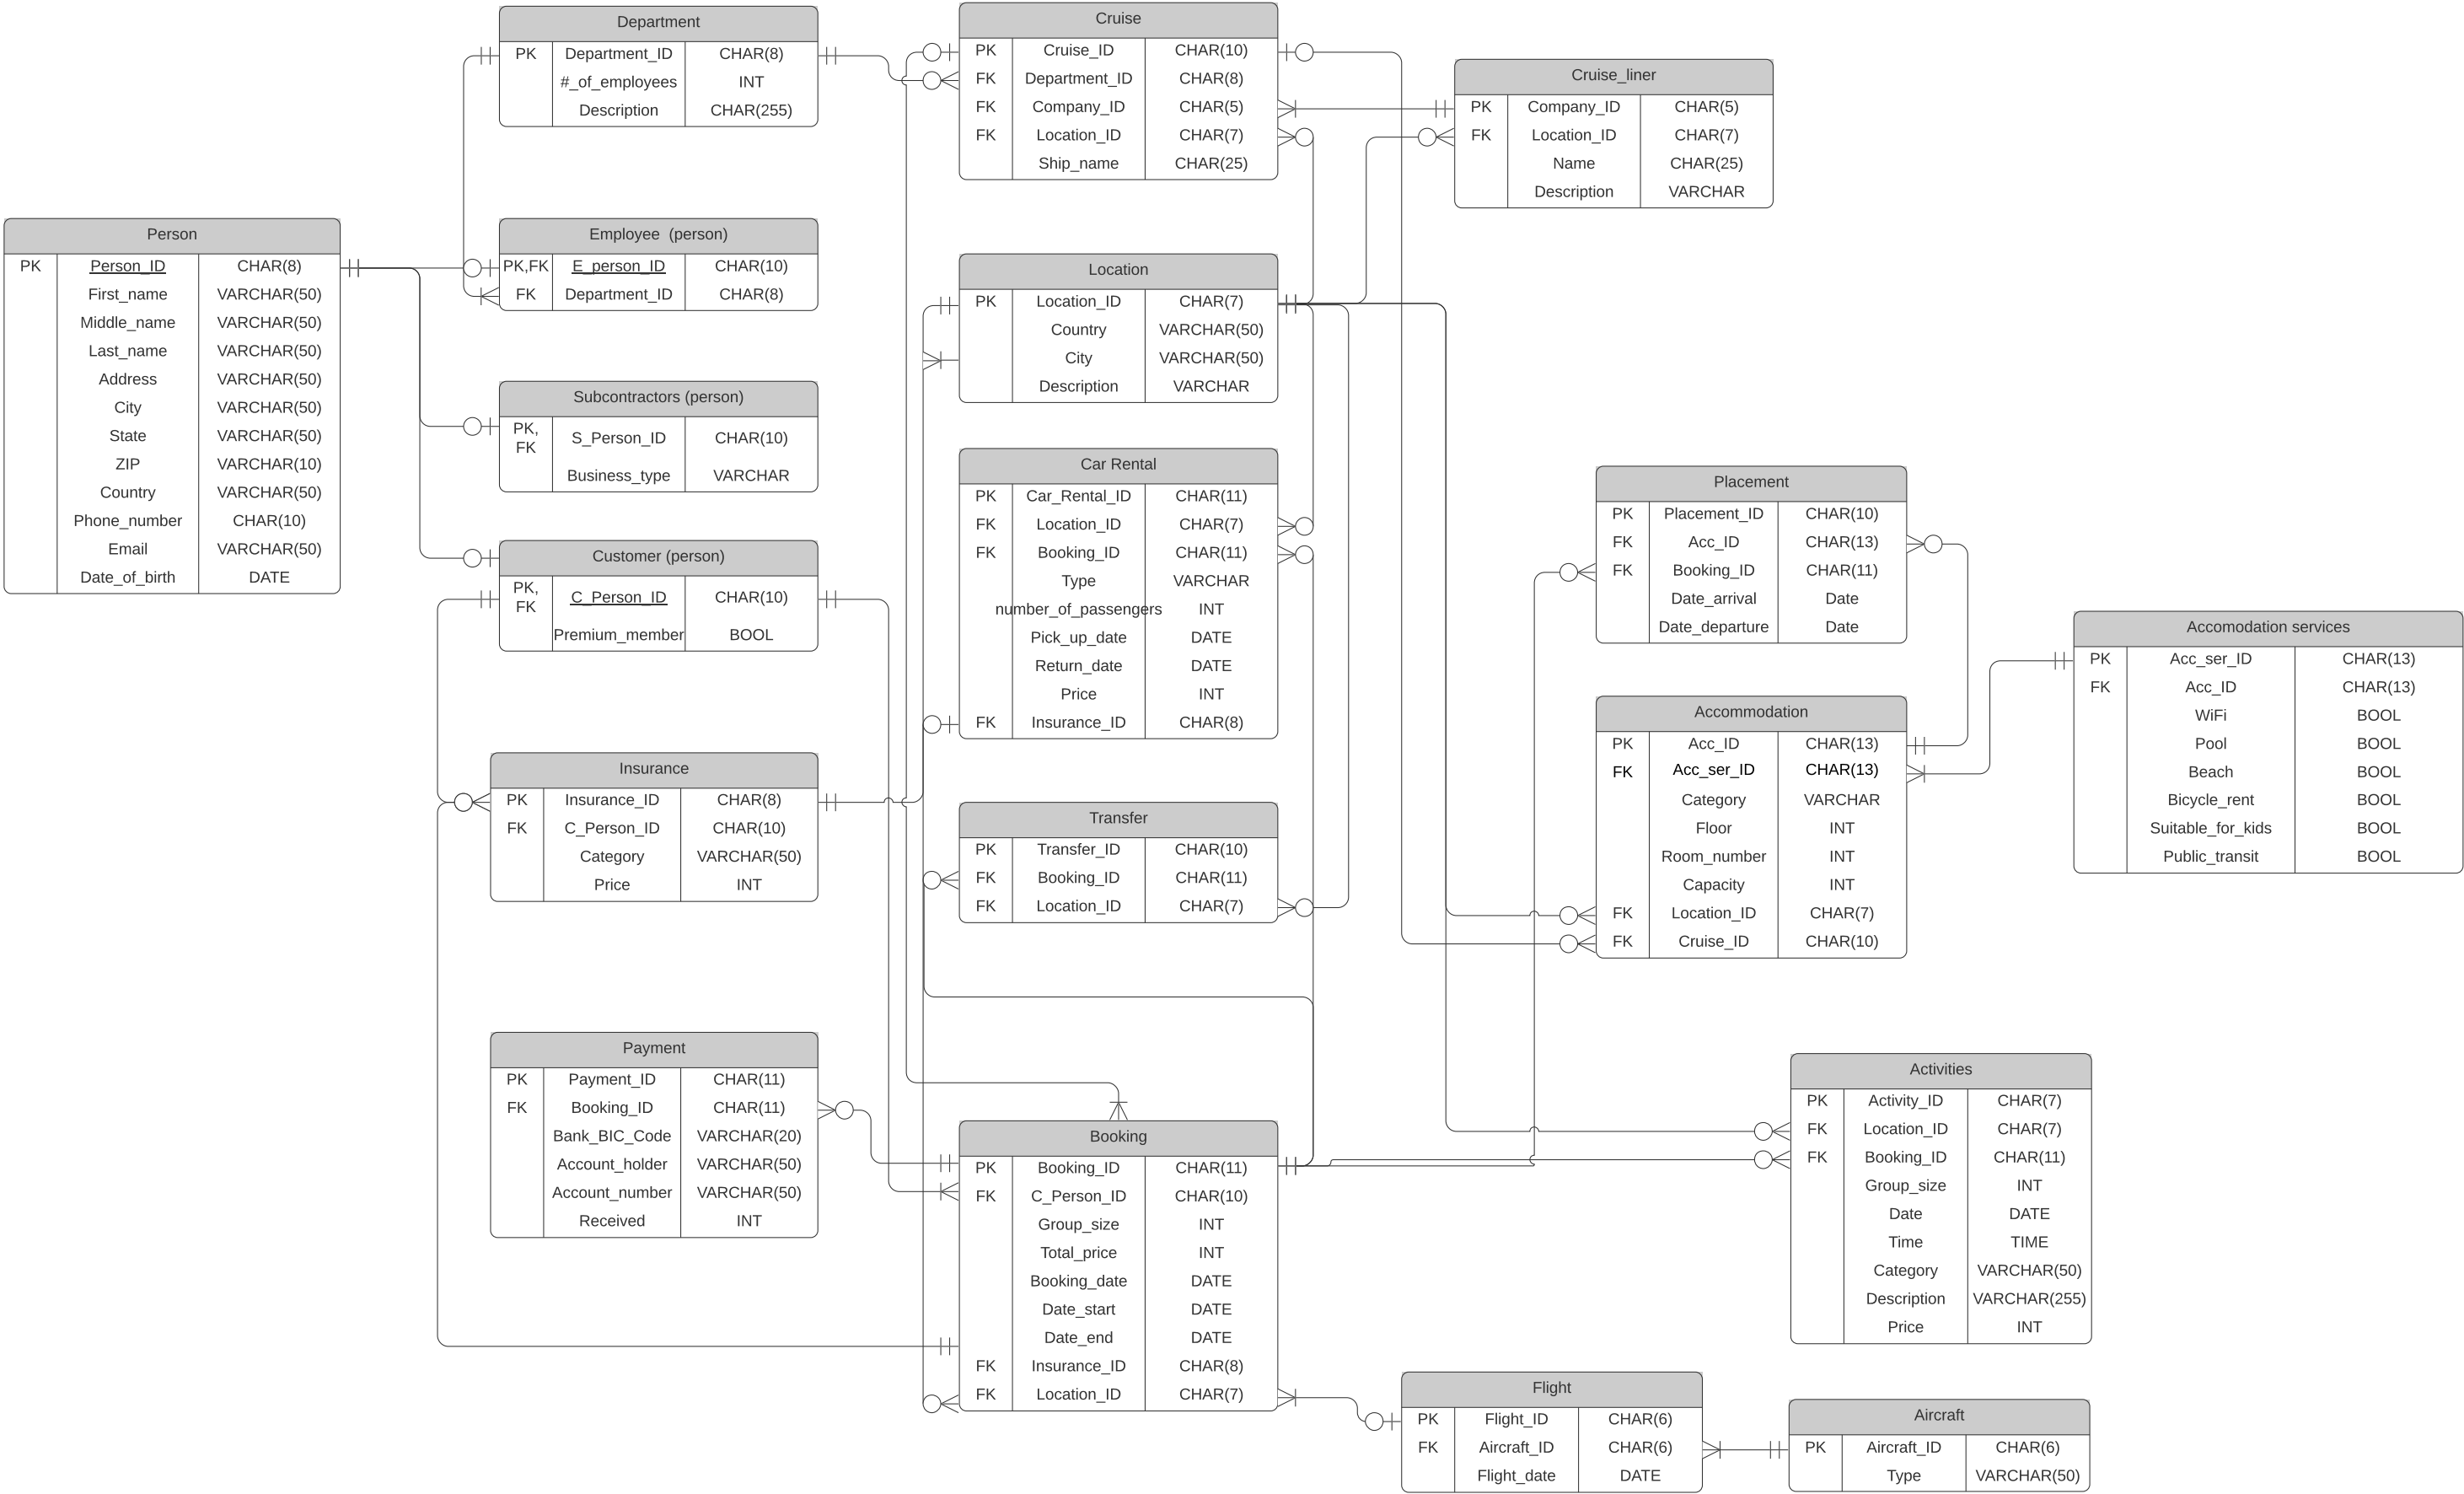 Department
PK Department_ID CHAR(8)
#_of_employees INT
Description CHAR(255)
Cruise
PK Cruise_ID CHAR(10)
FK Department_ID CHAR(8)
FK Company_ID CHAR(5)
FK Location_ID CHAR(7)
Ship_name CHAR(25)
Cruise_liner
PK Company_ID CHAR(5)
FK Location_ID CHAR(7)
Name CHAR(25)
Description VARCHAR
Person
PK Person_ID CHAR(8)
First_name VARCHAR(50)
Middle_name VARCHAR(50)
Last_name VARCHAR(50)
Address VARCHAR(50)
City VARCHAR(50)
State VARCHAR(50)
ZIP VARCHAR(10)
Country VARCHAR(50)
Phone_number CHAR(10)
Email VARCHAR(50)
Date_of_birth DATE
Employee (person)
PK,FK E_person_ID CHAR(10)
FK Department_ID CHAR(8)
Location
PK Location_ID CHAR(7)
Country VARCHAR(50)
City VARCHAR(50)
Description VARCHAR
Subcontractors (person)
PK,
FK S_Person_ID CHAR(10)
Business_type VARCHAR
Car Rental
PK Car_Rental_ID CHAR(11)
FK Location_ID CHAR(7)
FK Booking_ID CHAR(11)
Type VARCHAR
number_of_passengers INT
Pick_up_date DATE
Return_date DATE
Price INT
FK Insurance_ID CHAR(8)
Customer (person)
PK,
FK C_Person_ID CHAR(10)
Premium_member BOOL
Placement
PK Placement_ID CHAR(10)
FK Acc_ID CHAR(13)
FK Booking_ID CHAR(11)
Date_arrival Date
Date_departure Date
Accomodation services
PK Acc_ser_ID CHAR(13)
FK Acc_ID CHAR(13)
WiFi BOOL
Pool BOOL
Beach BOOL
Bicycle_rent BOOL
Suitable_for_kids BOOL
Public_transit BOOL
Accommodation
PK Acc_ID CHAR(13)
FK Acc_ser_ID CHAR(13)
Category VARCHAR
Floor INT
Room_number INT
Capacity INT
FK Location_ID CHAR(7)
FK Cruise_ID CHAR(10)
Insurance
PK Insurance_ID CHAR(8)
FK C_Person_ID CHAR(10)
Category VARCHAR(50)
Price INT
Transfer
PK Transfer_ID CHAR(10)
FK Booking_ID CHAR(11)
FK Location_ID CHAR(7)
Payment
PK Payment_ID CHAR(11)
FK Booking_ID CHAR(11)
Bank_BIC_Code VARCHAR(20)
Account_holder VARCHAR(50)
Account_number VARCHAR(50)
Received INT
Booking
PK Booking_ID CHAR(11)
FK C_Person_ID CHAR(10)
Group_size INT
Total_price INT
Booking_date DATE
Date_start DATE
Date_end DATE
FK Insurance_ID CHAR(8)
FK Location_ID CHAR(7)
Activities
PK Activity_ID CHAR(7)
FK Location_ID CHAR(7)
FK Booking_ID CHAR(11)
Group_size INT
Date DATE
Time TIME
Category VARCHAR(50)
Description VARCHAR(255)
Price INT
Flight
PK Flight_ID CHAR(6)
FK Aircraft_ID CHAR(6)
Flight_date DATE
Aircraft
PK Aircraft_ID CHAR(6)
Type VARCHAR(50)